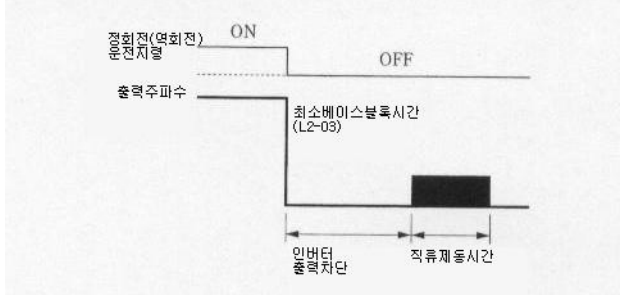 정회전(역회전)
운전지령
ON
OFF
출력주파수
최소베이스블록시간
(L2-03)
인버터
출력차단
직류제동시간